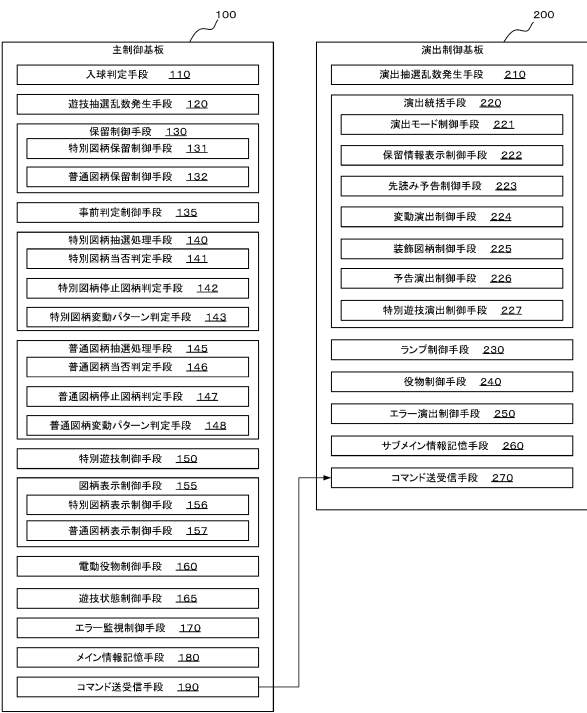 100
主制御基板
入球判定手段 110
遊技抽選乱数発生手段 120
保留制御手段 130
特別図柄保留制御手段 131
普通図柄保留制御手段 132
事前判定制御手段 135
特別図柄抽選処理手段 140
特別図柄当否判定手段 141
特別図柄停止図柄判定手段 142
特別図柄変動パターン判定手段 143
普通図柄抽選処理手段 145
普通図柄当否判定手段 146
普通図柄停止図柄判定手段 147
普通図柄変動パターン判定手段 148
特別遊技制御手段 150
図柄表示制御手段 155
特別図柄表示制御手段 156
普通図柄表示制御手段 157
電動役物制御手段 160
遊技状態制御手段 165
エラー監視制御手段 170
メイン情報記憶手段 180
コマンド送受信手段 190
200
演出制御基板
演出抽選乱数発生手段 210
演出統括手段 220
演出モード制御手段 221
保留情報表示制御手段 222
先読み予告制御手段 223
変動演出制御手段 224
装飾図柄制御手段 225
予告演出制御手段 226
特別遊技演出制御手段 227
ランプ制御手段 230
役物制御手段 240
エラー演出制御手段 250
サブメイン情報記憶手段 260
コマンド送受信手段 270